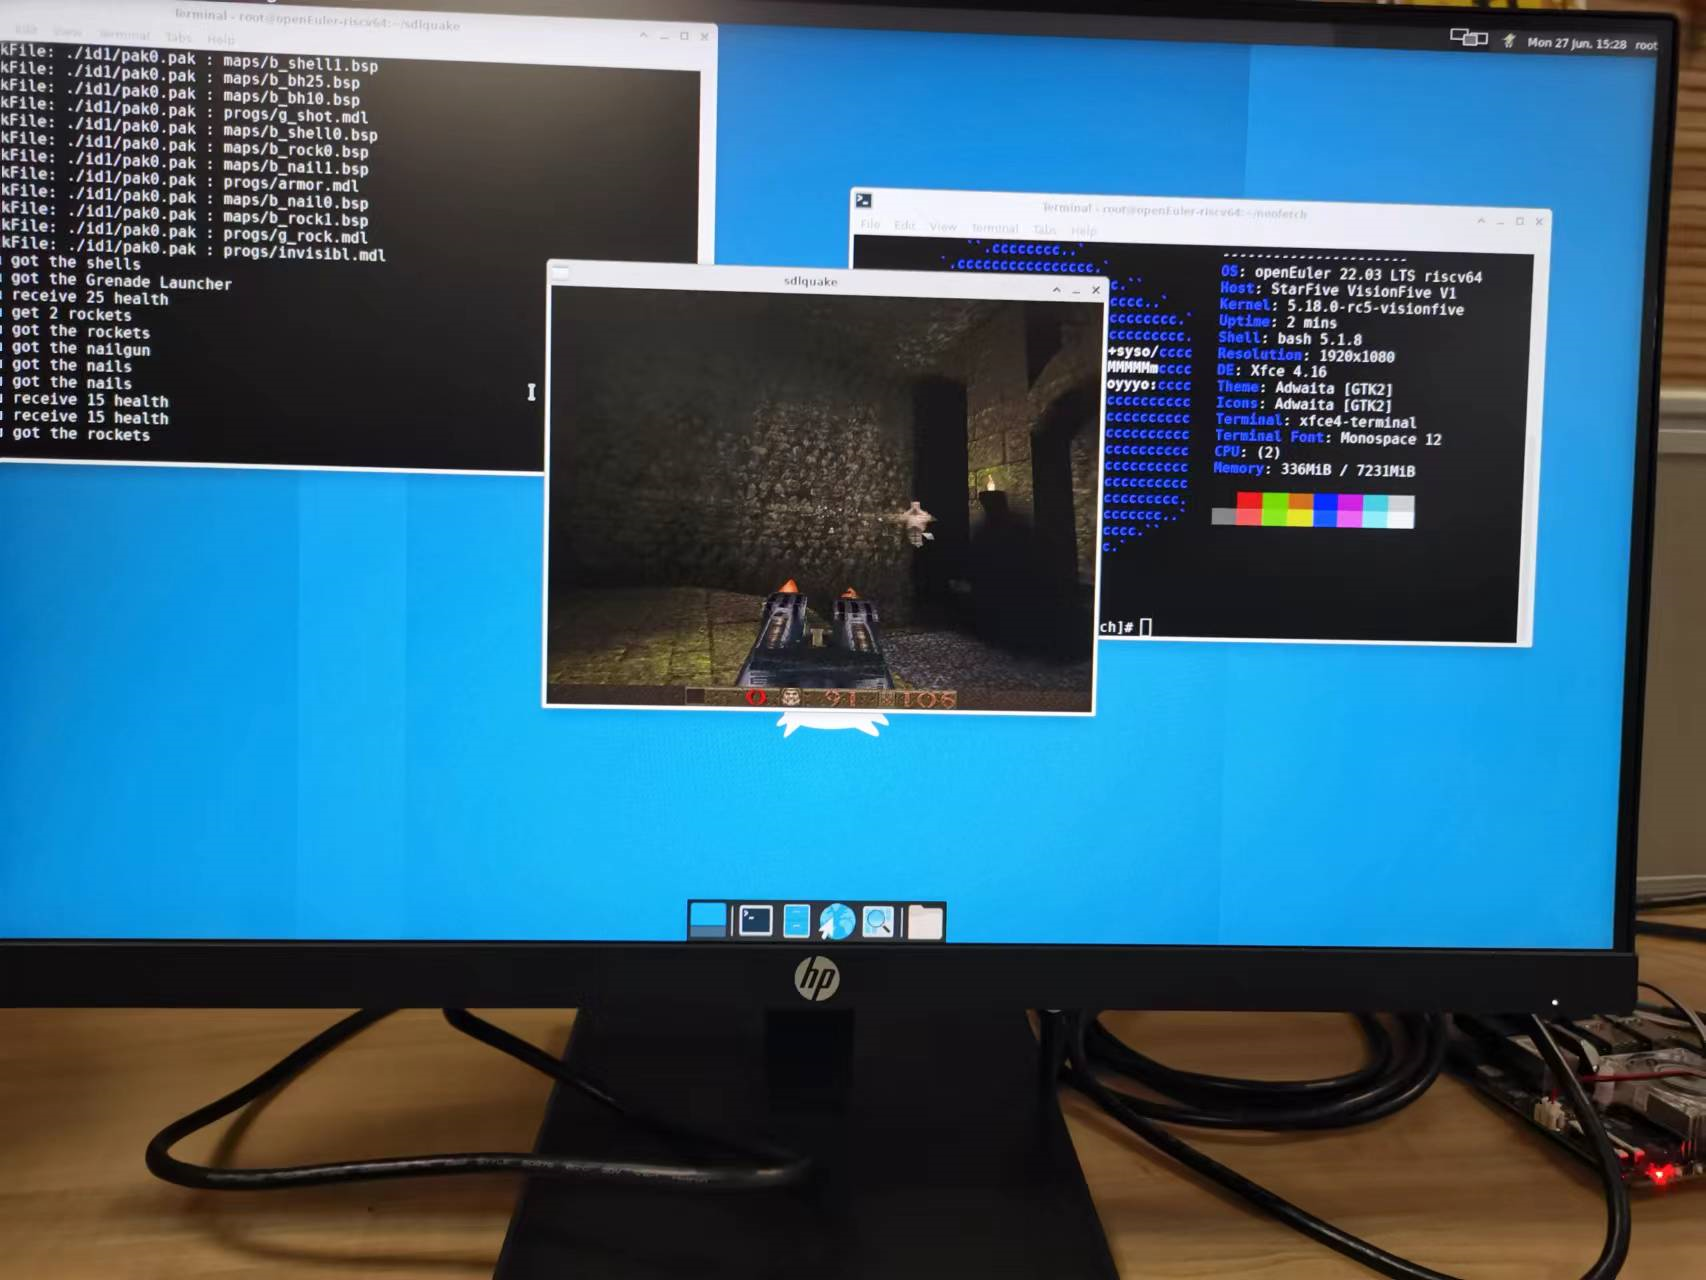 Terminal - root@openEuler-riscv64:~/sdlquake
Edit View Terminal Tabs Help
kFile: ./id1/pak0.pak : maps/b_shell1.bsp
kFile: ./id1/pak0.pak : maps/b_bh25.bsp
kFile: ./id1/pak0.pak : maps/b_bh10.bsp
kFile: ./id1/pak0.pak : progs/g_shot.mdl
kFile: ./id1/pak0.pak : maps/b_shell0.bsp
kFile: ./id1/pak0.pak : maps/b_rock0.bsp
kFile: ./id1/pak0.pak : maps/b_nail1.bsp
kFile: ./id1/pak0.pak : progs/armor.mdl
kFile: ./id1/pak0.pak : maps/b_nail0.bsp
kFile: ./id1/pak0.pak : maps/b_rock1.bsp
kFile: ./id1/pak0.pak : progs/g_rock.mdl
kFile: ./id1/pak0.pak : progs/invisibl.mdl
got the shells
got the Grenade Launcher
receive 25 health
get 2 rockets
got the rockets
got the nailgun
got the nails
got the nails
receive 15 health
receive 15 health
got the rockets
Mon 27 Jun, 15:28 root
Terminal - root@openEuler-riscv64:~/neofetch
File Edit View Terminal Tabs Help
``.cccccccc..`
`.cccccccccccccccc.`
---------------------
OS: openEuler 22.03 LTS riscv64
Host: StarFive VisionFive V1
Kernel: 5.18.0-rc5-visionfive
Uptime: 2 mins
Shell: bash 5.1.8
Resolution: 1920x1080
DE: Xfce 4.16
Theme: Adwaita [GTK2]
Icons: Adwaita [GTK2]
Terminal: xfce4-terminal
Terminal Font: Monospace 12
CPU: (2)
Memory: 336MiB / 7231MiB
+syso/cccc
MMMMMmcccc
oyyyo:cccc
ch]#
sdlquake
91 106
hp